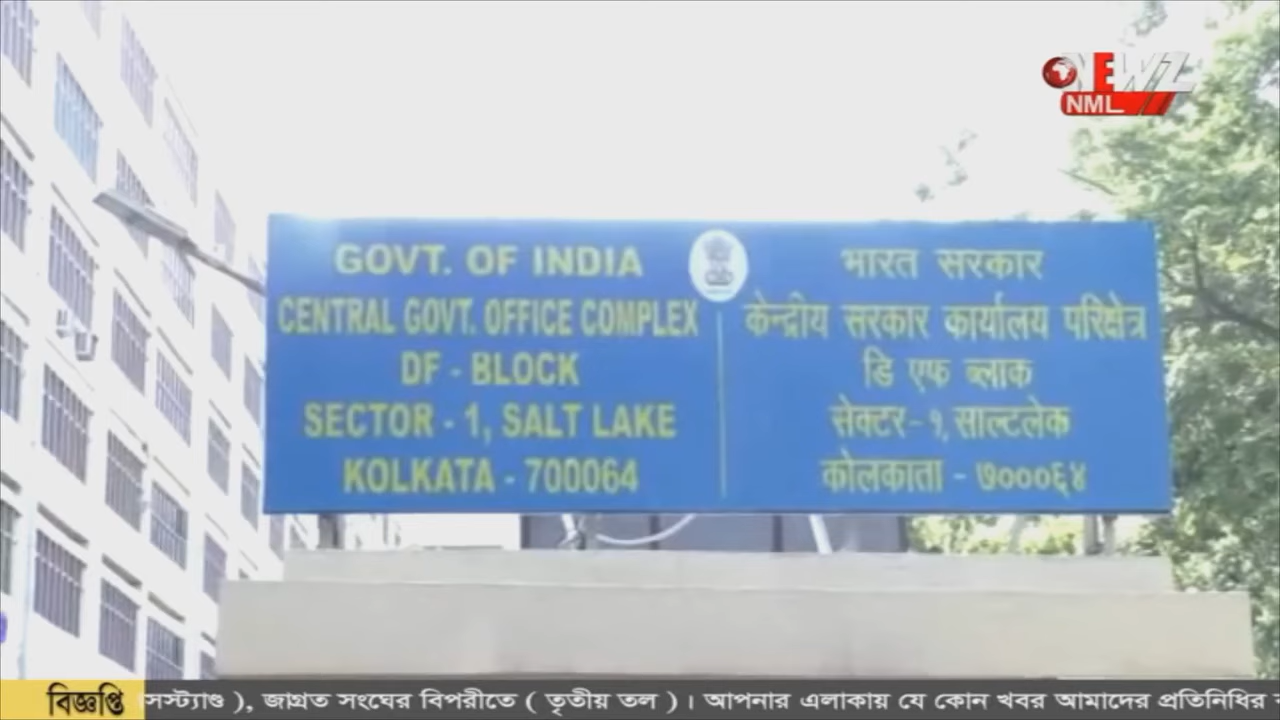 NEWZ
NML
GOVT. OF INDIA
CENTRAL GOVT. OFFICE COMPLEX
DF - BLOCK
SECTOR - 1, SALT LAKE
KOLKATA - 700064
भारत सरकार
केन्द्रीय सरकार कार्यालय परिक्षेत्र
डि एफ ब्लाक
सेक्टर- १, साल्टलेक
कोलकाता - ७०००६४
বিজ্ঞপ্তি
সস্ট্যাণ্ড ), জাগ্রত সংঘের বিপরীতে ( তৃতীয় তল ) । আপনার এলাকায় যে কোন খবর আমাদের প্রতিনিধির